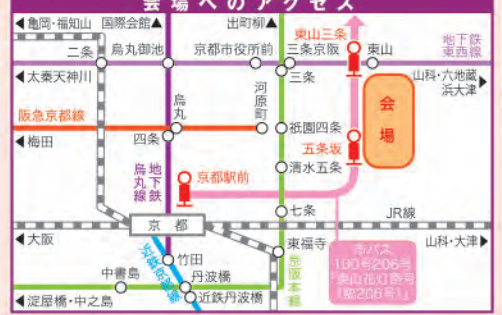 会場へのアクセス
◀亀岡・福知山
国際会館▲
出町柳▲
東山三条
地下鉄
東西線
二条
烏丸御池
京都市役所前
三条京阪
東山
◀太秦天神川
三条
山科・六地蔵
浜大津▶
会場
阪急京都線
烏丸
河原町
祇園四条
◀梅田
四条
五条坂
地下鉄
烏丸線
清水五条
京都駅前
七条
JR線
京都
◀大阪
東福寺
山科・大津▶
市バス
100号206号
「東山花灯路号
近鉄京都線
竹田
京阪本線
中書島
丹波橋
◀淀屋橋・中之島
近鉄丹波橋